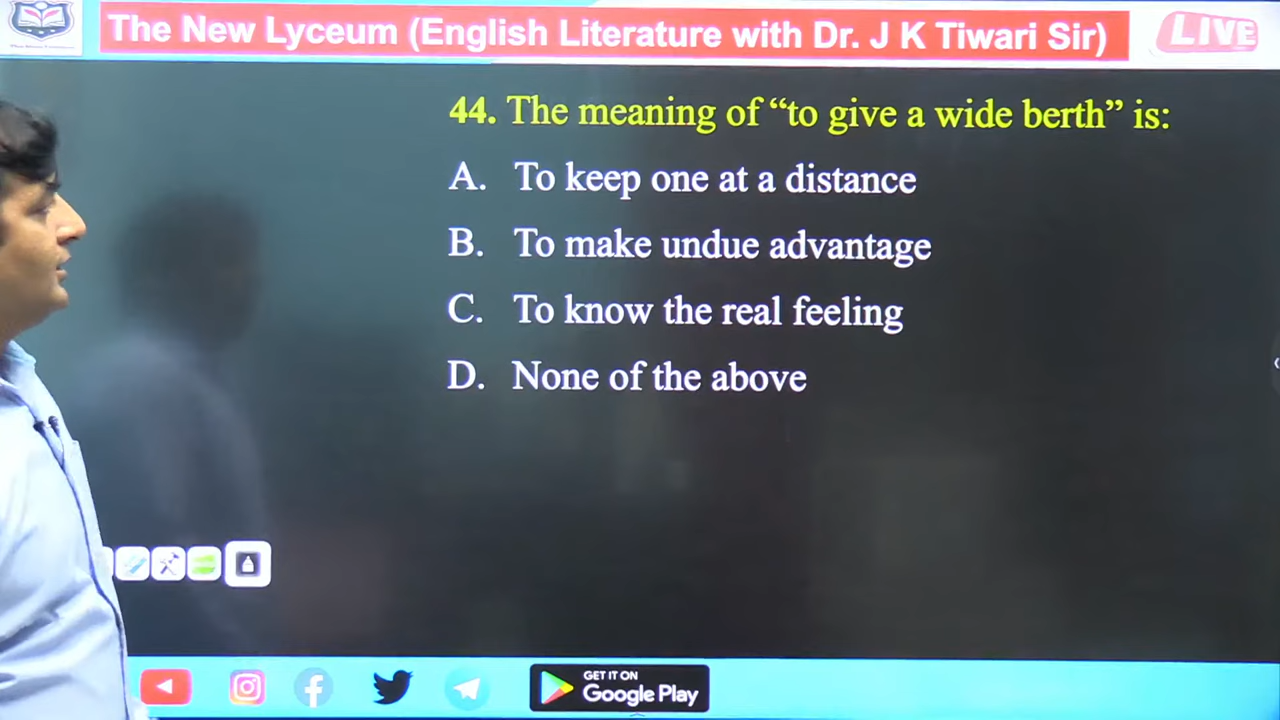 The New Lyceum (English Literature with Dr. J K Tiwari Sir)
LIVE
44. The meaning of “to give a wide berth” is:
A. To keep one at a distance
B. To make undue advantage
C. To know the real feeling
D. None of the above
GET IT ON
Google Play